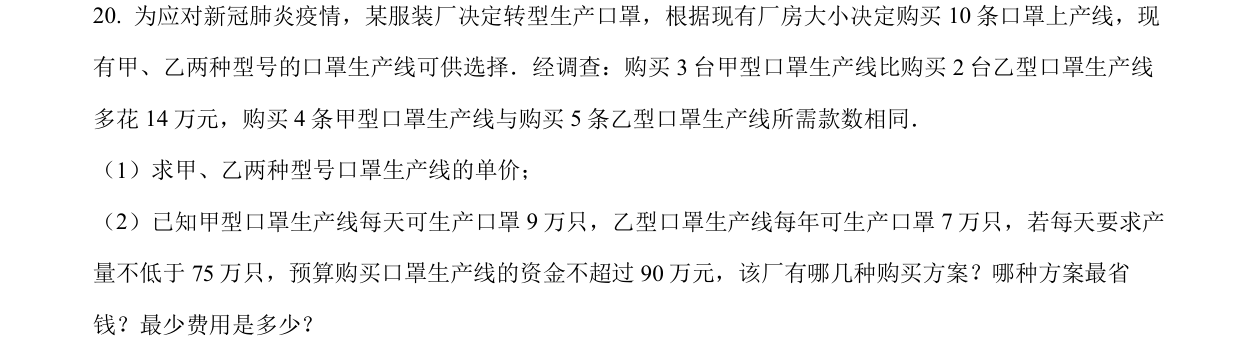 20. 为应对新冠肺炎疫情，某服装厂决定转型生产口罩，根据现有厂房大小决定购买 10 条口罩上产线，现
有甲、乙两种型号的口罩生产线可供选择．经调查：购买 3 台甲型口罩生产线比购买 2 台乙型口罩生产线
多花 14 万元，购买 4 条甲型口罩生产线与购买 5 条乙型口罩生产线所需款数相同．
（1）求甲、乙两种型号口罩生产线的单价；
（2）已知甲型口罩生产线每天可生产口罩 9 万只，乙型口罩生产线每年可生产口罩 7 万只，若每天要求产
量不低于 75 万只，预算购买口罩生产线的资金不超过 90 万元，该厂有哪几种购买方案？哪种方案最省
钱？最少费用是多少？